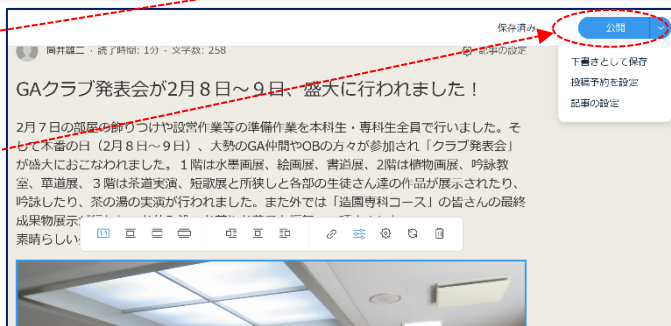 保存済み
公開
筒井雄二 · 読了時間: 1分 · 文字数: 258
記事の設定
下書きとして保存
投稿予約を設定
記事の設定
GAクラブ発表会が2月8日～9日、盛大に行われました！
2月7日の部屋の飾りつけや設営作業等の準備作業を本科生・専科生全員で行いました。そ
して本番の日（2月8日～9日）、大勢のGA仲間やOBの方々が参加され「クラブ発表会」
が盛大におこなわれました。１階は水墨画展、絵画展、書道展、2階は植物画展、吟詠教
室、華道展、３階は茶道実演、短歌展と所狭しと各部の生徒さん達の作品が展示されたり、
吟詠したり、茶の湯の実演が行われました。また外では「造園専科コース」の皆さんの最終
成果物展示
素晴らしい